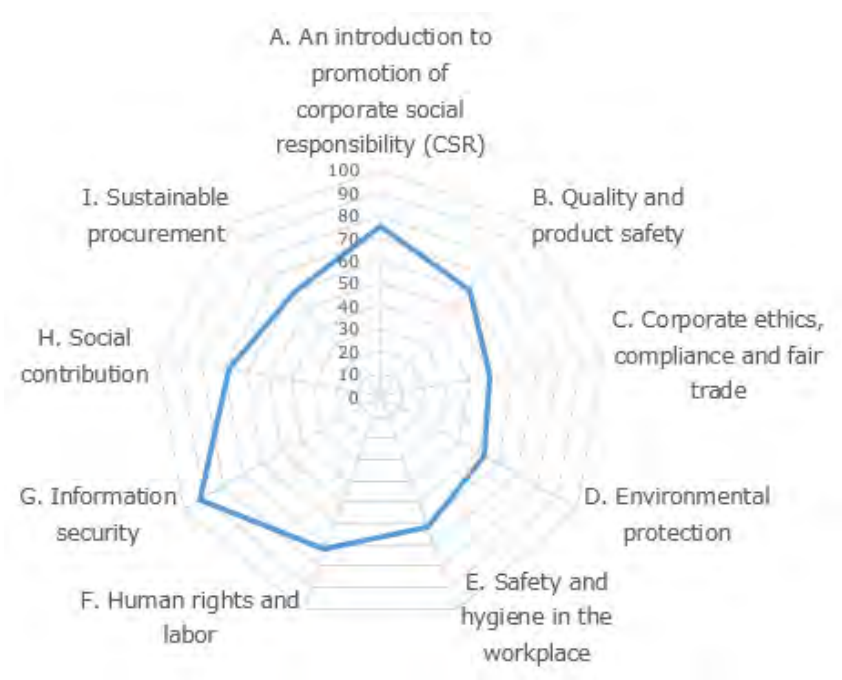 A. An introduction to
promotion of
corporate social
responsibility (CSR)
100
90
80
70
60
50
40
30
20
10
0
B. Quality and
product safety
C. Corporate ethics,
compliance and fair
trade
D. Environmental
protection
E. Safety and
hygiene in the
workplace
F. Human rights and
labor
G. Information
security
H. Social
contribution
I. Sustainable
procurement